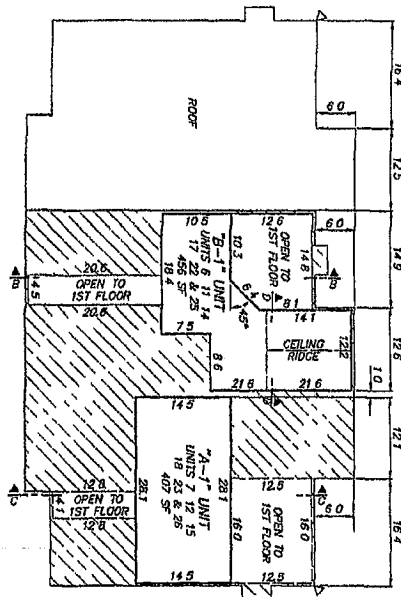 16.4
6 0
ROOF
12.5
6 0
10 5
12 6
"B-1" UNIT
UNITS 6 11 14
17 22 & 25
456 SF
18 4
10 3
OPEN TO
1ST FLOOR
14 8
14.9
20.6
OPEN TO
1ST FLOOR
20.6
14 5
B
B
45°
D
8 1
14 1
7 5
8 6
CEILING
RIDGE
12 2
12.6
21 6
21 6
1 0
14 5
12.1
"A-1" UNIT
UNITS 7 12 15
18 23 & 26
407 SF
28 1
28 1
12.5
6 0
C
C
12.8
OPEN TO
1ST FLOOR
12.8
OPEN TO
1ST FLOOR
16 0
16 0
16.4
14 5
12.5